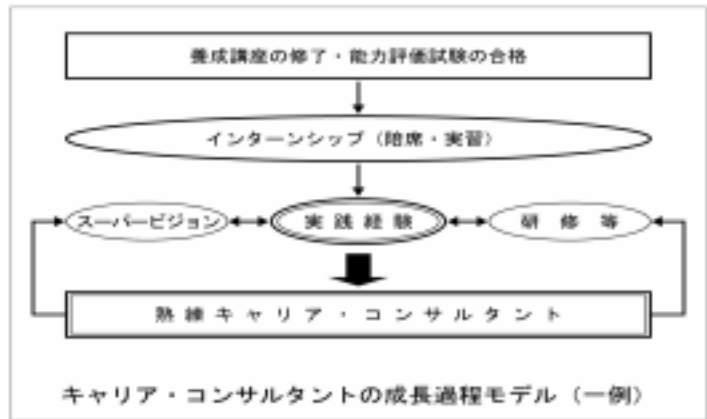 養成講座の修了・能力評価試験の合格
インターンシップ（陪席・実習）
スーパービジョン
実践経験
研修等
熟練キャリア・コンサルタント
キャリア・コンサルタントの成長過程モデル（一例）